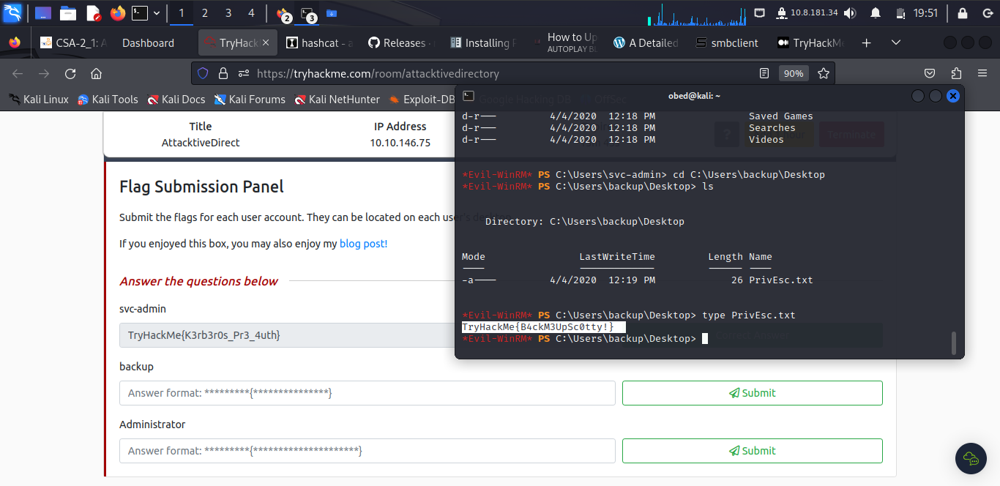 1 2 3 4 2 3 10.8.181.34 19:51
CSA-2_1: A Dashboard TryHack hashcat - a Releases · Installing How to Up AUTOPLAY BL A Detailed smbclient TryHackMe
https://tryhackme.com/room/attacktivedirectory 90%
Kali Linux Kali Tools Kali Docs Kali Forums Kali NetHunter Exploit-DB Google Hacking DB OffSec
Title IP Address
AttacktiveDirect 10.10.146.75
? Terminate
Flag Submission Panel
Submit the flags for each user account. They can be located on each user's desktop.
If you enjoyed this box, you may also enjoy my blog post!
Answer the questions below
svc-admin
TryHackMe{K3rb3r0s_Pr3_4uth}
backup
Answer format: *********{***************}
Submit
Administrator
Answer format: *********{*********************}
Submit
obed@kali: ~
d-r--- 4/4/2020 12:18 PM Saved Games
d-r--- 4/4/2020 12:18 PM Searches
d-r--- 4/4/2020 12:18 PM Videos
*Evil-WinRM* PS C:\Users\svc-admin> cd C:\Users\backup\Desktop
*Evil-WinRM* PS C:\Users\backup\Desktop> ls
Directory: C:\Users\backup\Desktop
Mode LastWriteTime Length Name
---- ------------- ------ ----
-a---- 4/4/2020 12:19 PM 26 PrivEsc.txt
*Evil-WinRM* PS C:\Users\backup\Desktop> type PrivEsc.txt
TryHackMe{B4ckM3UpSc0tty!}
*Evil-WinRM* PS C:\Users\backup\Desktop>